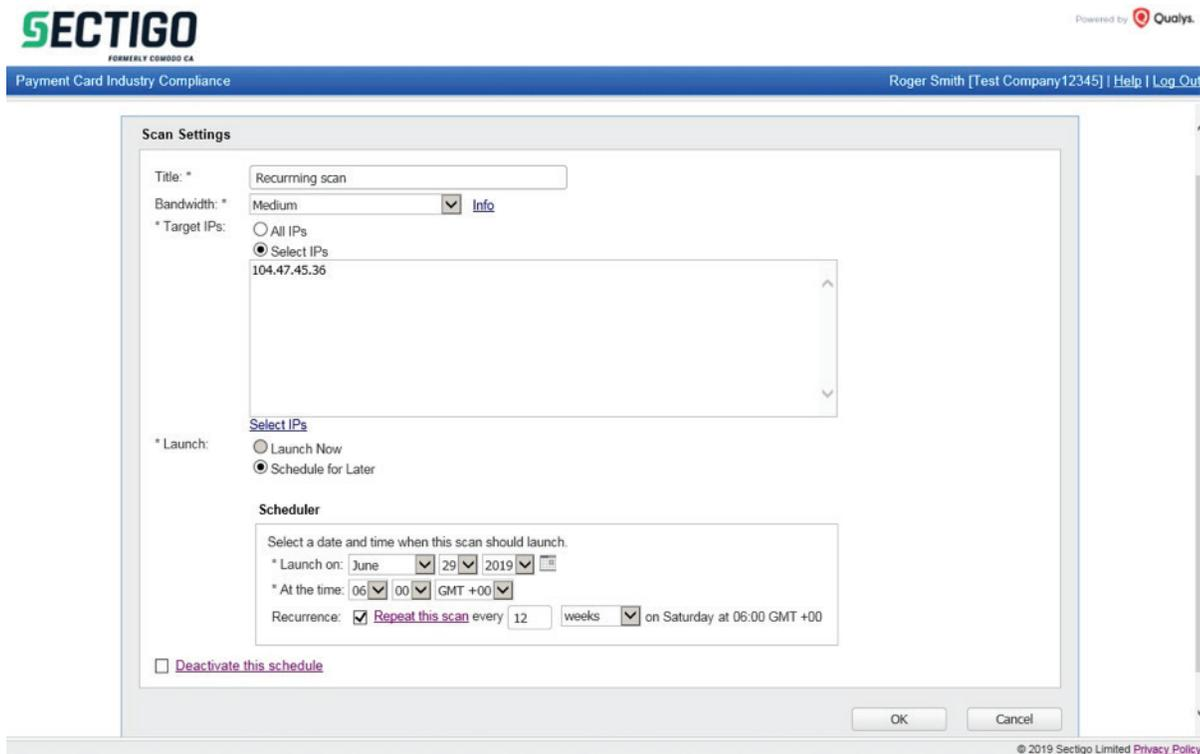 SECTIGO
FORMERLY COMODO CA
Powered by Qualys.
Payment Card Industry Compliance
Roger Smith [Test Company12345] | Help | Log Out
Scan Settings
Title: * Recurrning scan
Bandwidth: * Medium Info
* Target IPs: All IPs
Select IPs
104.47.45.36
Select IPs
* Launch: Launch Now
Schedule for Later
Scheduler
Select a date and time when this scan should launch.
* Launch on: June 29 2019
* At the time: 06 00 GMT +00
Recurrence: Repeat this scan every 12 weeks on Saturday at 06:00 GMT +00
Deactivate this schedule
OK Cancel
© 2019 Sectigo Limited Privacy Policy